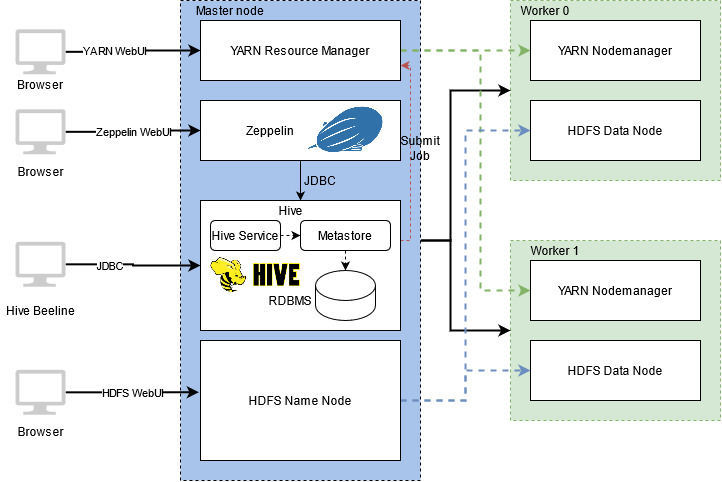 Master node
Worker 0
YARN WebUI
YARN Resource Manager
YARN Nodemanager
Browser
Zeppelin WebUI
Zeppelin
HDFS Data Node
Submit
Job
Browser
JDBC
Hive
Hive Service
Metastore
Worker 1
JDBC
HIVE
RDBMS
YARN Nodemanager
Hive Beeline
HDFS Data Node
HDFS WebUI
HDFS Name Node
Browser